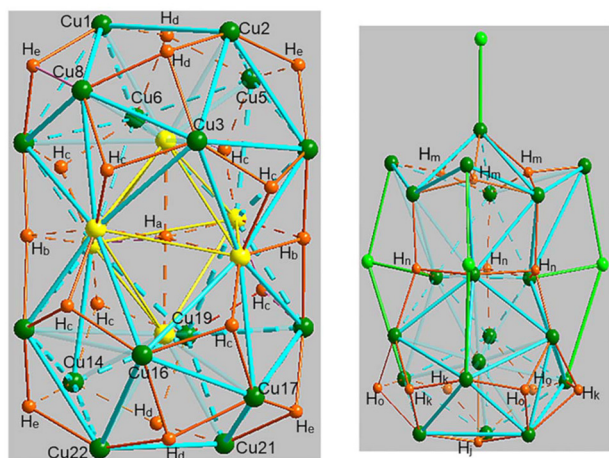 Hd
Cu1 Cu2
He Hd He
Cu8 Cu6 Cu5
Cu3
Hc Hc Hc Hc
Ha
Hb Hb
Hc Hc Cu19 Hc Hc
Cu14 Cu16
Cu17
He Hd He
Cu22 Hd Cu21
Hm Hm Hm
Hn Hn Hn
Ho Hk Hk Ho Ho Hk
Hj